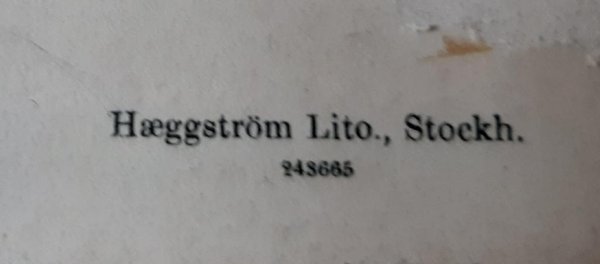 Hæggström Lito., Stockh.
243665